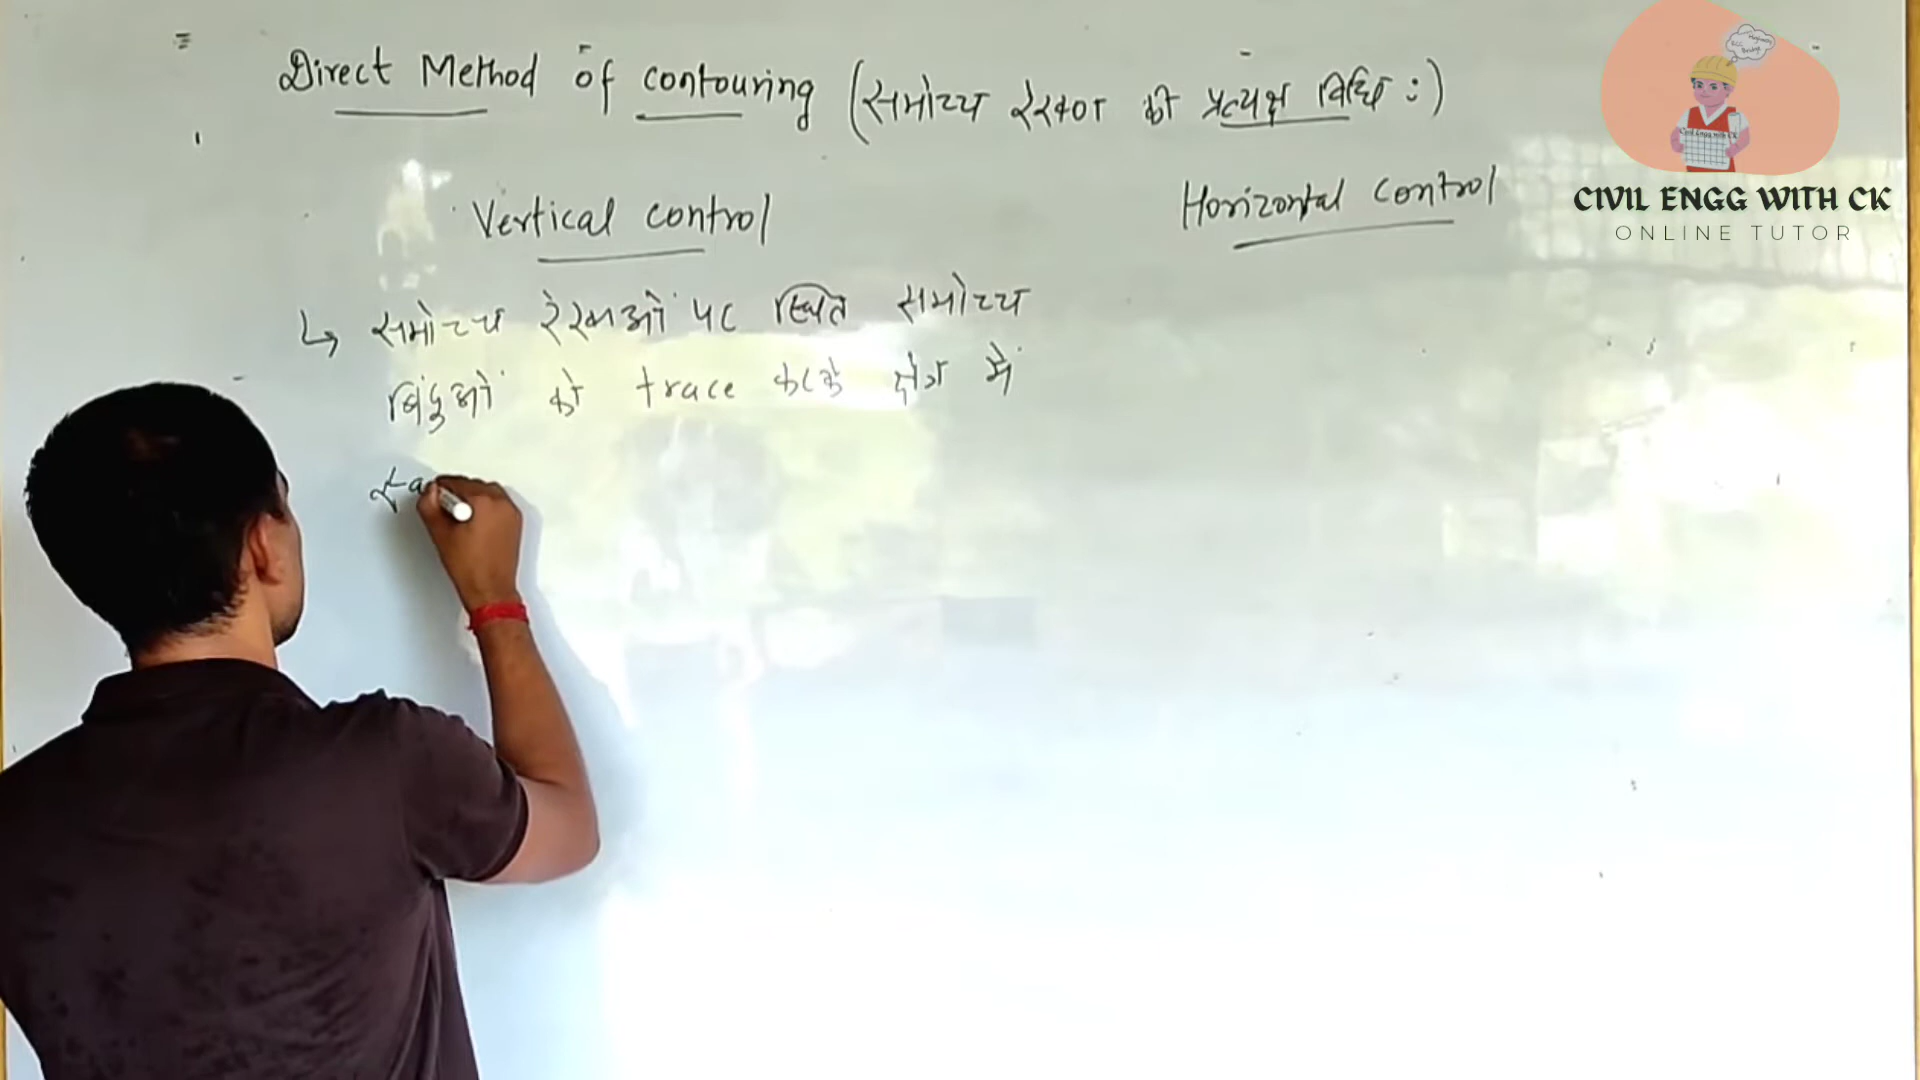 Direct Method of contouring (समोच्च रेखण की प्रत्यक्ष विधि :)
Vertical control
Horizontal control
↳ समोच्च रेखाओं पर स्थित समोच्च
बिंदुओं को trace करके क्षेत्र में
CIVIL ENGG WITH CK
ONLINE TUTOR